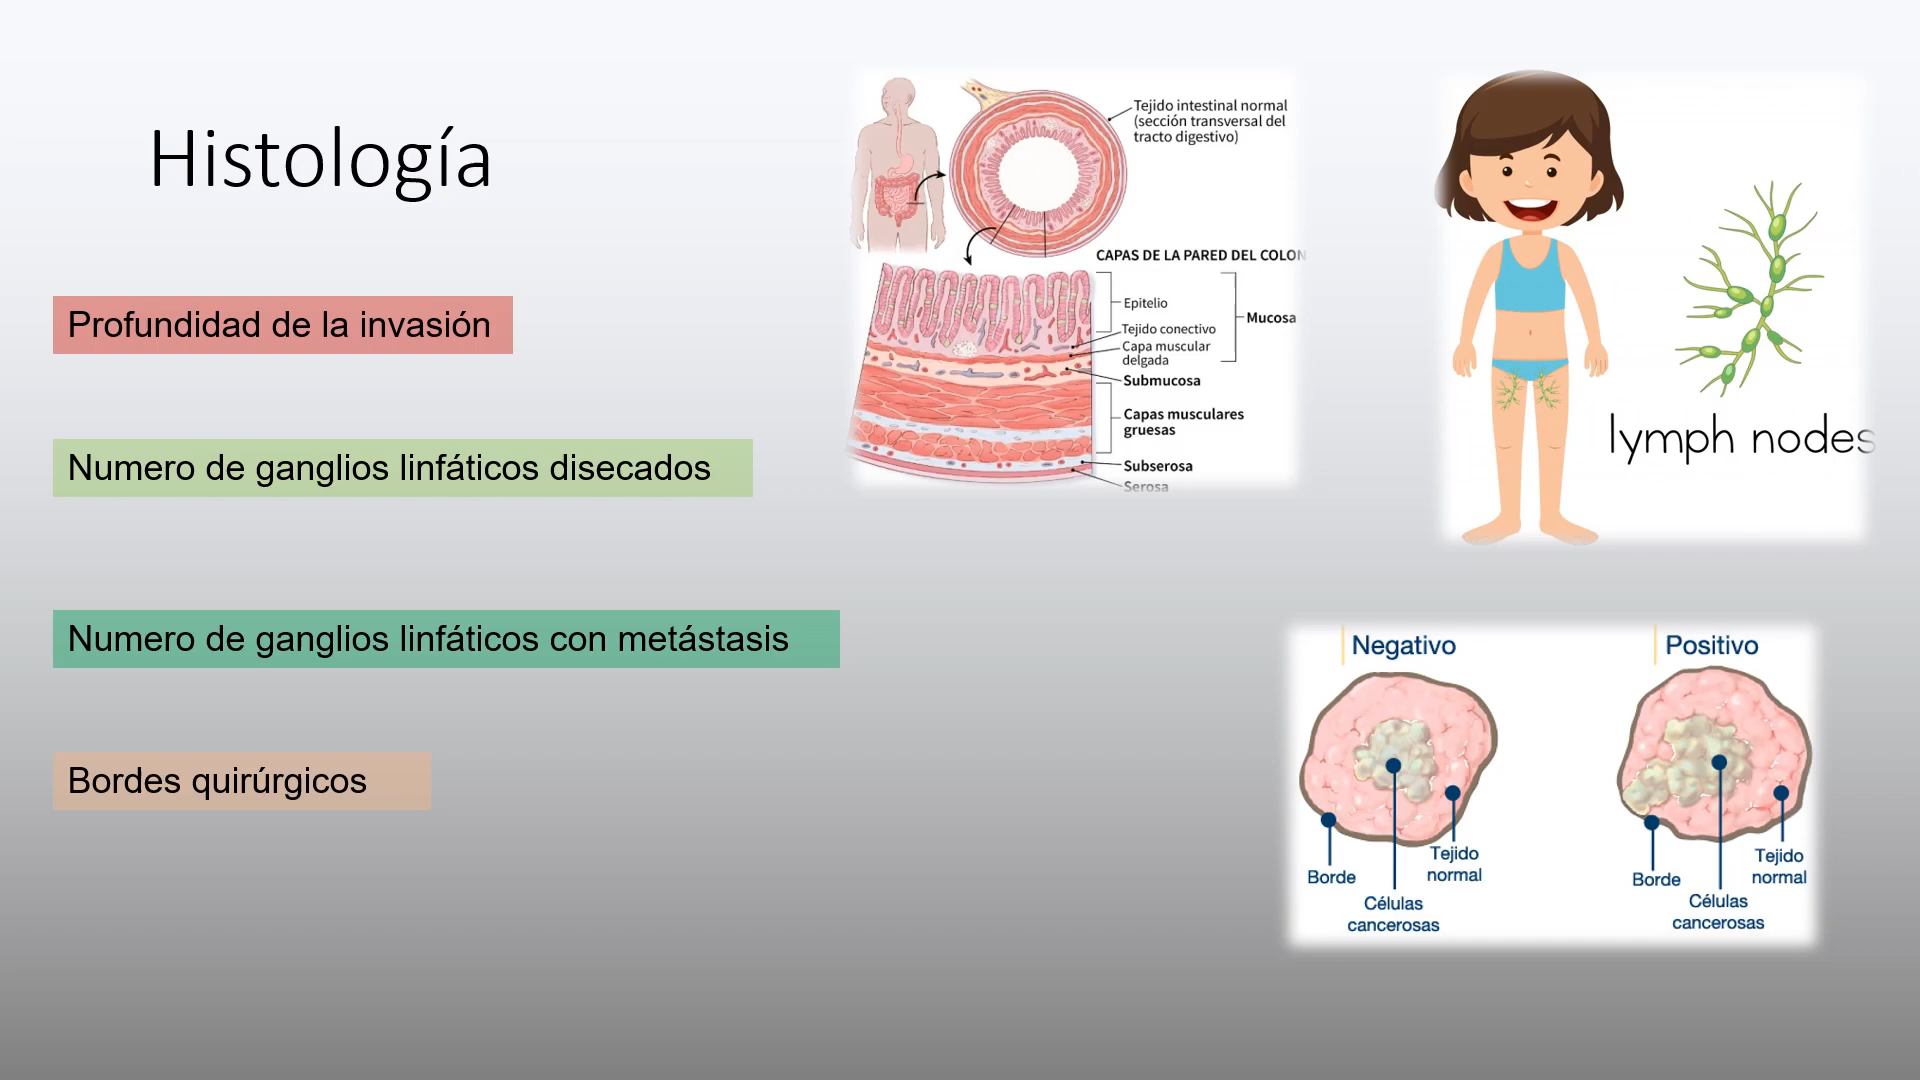 Histología
Profundidad de la invasión
Numero de ganglios linfáticos disecados
Numero de ganglios linfáticos con metástasis
Bordes quirúrgicos
Tejido intestinal normal
(sección transversal del
tracto digestivo)
CAPAS DE LA PARED DEL COLON
Epitelio
Tejido conectivo
Capa muscular
delgada
Mucosa
Submucosa
Capas musculares
gruesas
Subserosa
Serosa
lymph nodes
Negativo
Borde
Células
cancerosas
Tejido
normal
Positivo
Borde
Células
cancerosas
Tejido
normal